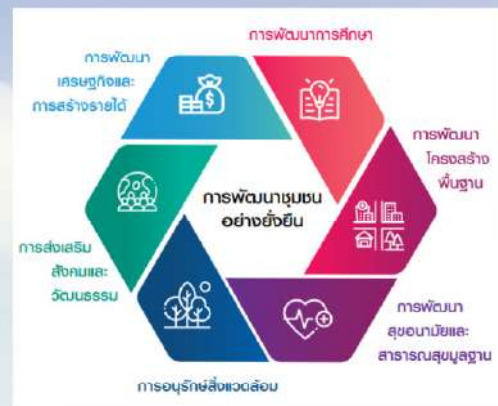 การพัฒนาการศึกษา
การพัฒนา
เศรษฐกิจและ
การสร้างรายได้
การพัฒนา
โครงสร้าง
พื้นฐาน
การพัฒนาชุมชน
อย่างยั่งยืน
การส่งเสริม
สังคมและ
วัฒนธรรม
การพัฒนา
สุขอนามัยและ
สาธารณสุขมูลฐาน
การอนุรักษ์สิ่งแวดล้อม